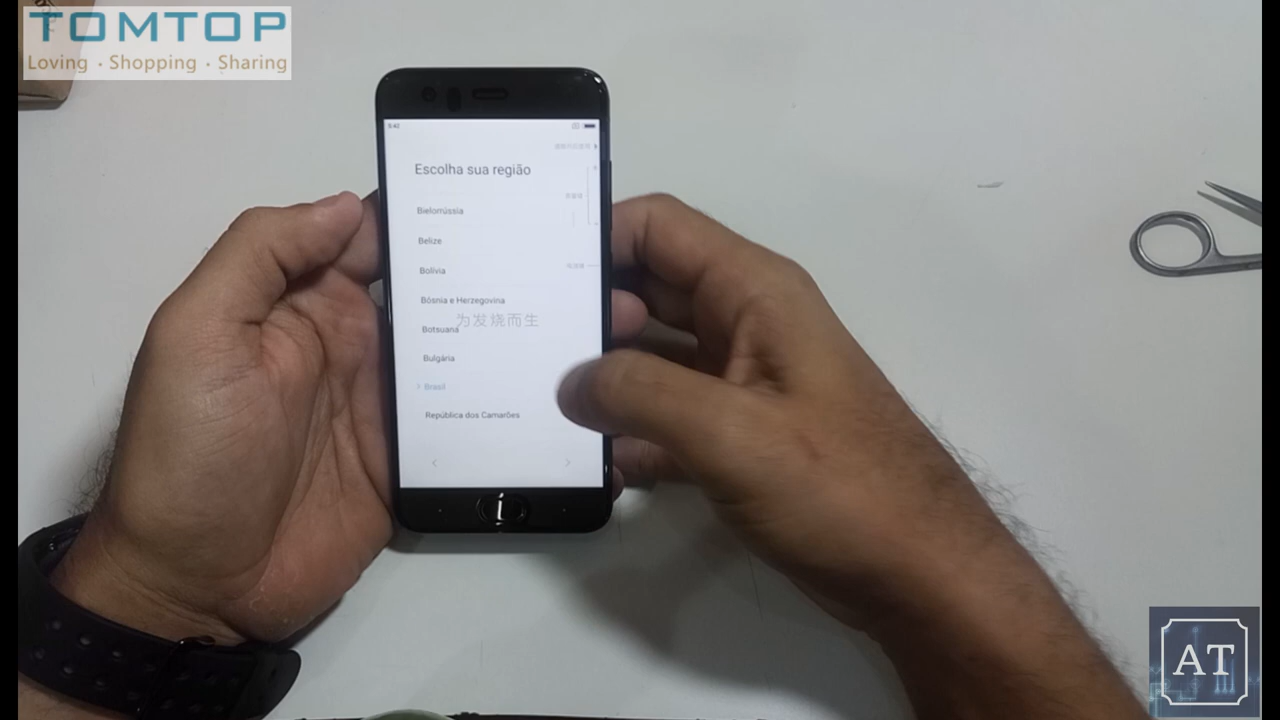 TOMTOP
Loving · Shopping · Sharing
Escolha sua região
Bielorrússia
Belize
Bolívia
Bósnia e Herzegovina
为发烧而生
Botsuana
Bulgária
Brasil
República dos Camarões
AT